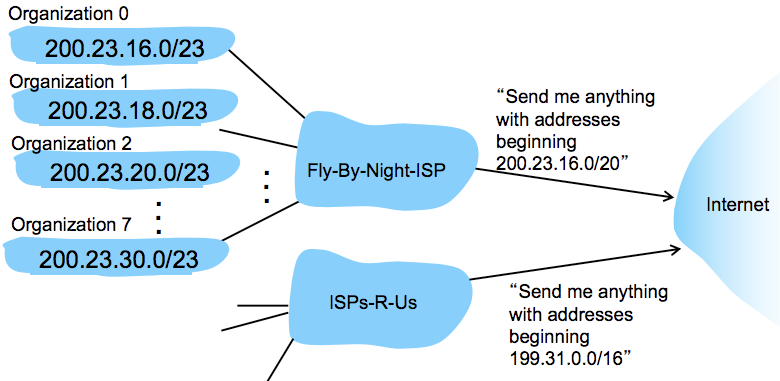 Organization 0
200.23.16.0/23
Organization 1
200.23.18.0/23
Organization 2
200.23.20.0/23
Organization 7
200.23.30.0/23
Fly-By-Night-ISP
“Send me anything
with addresses
beginning
200.23.16.0/20”
Internet
ISPs-R-Us
“Send me anything
with addresses
beginning
199.31.0.0/16”